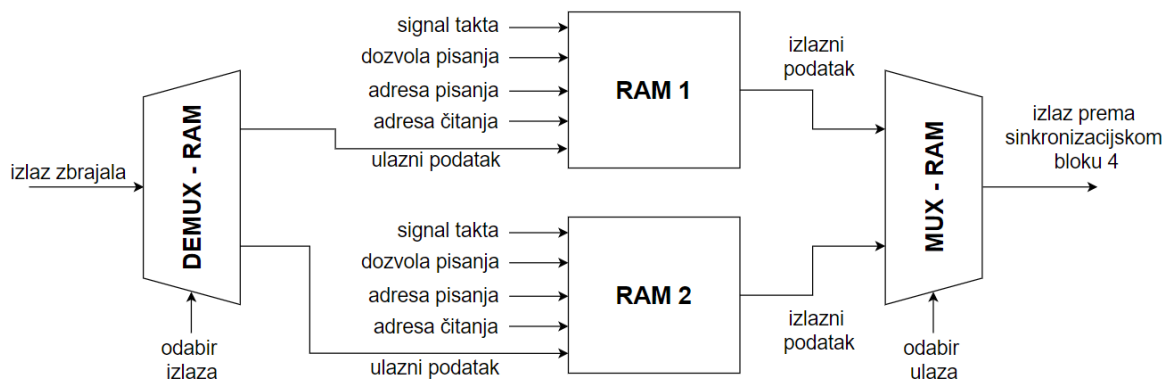 izlaz zbrajala
DEMUX - RAM
odabir
izlaza
signal takta
dozvola pisanja
adresa pisanja
adresa čitanja
ulazni podatak
RAM 1
izlazni
podatak
signal takta
dozvola pisanja
adresa pisanja
adresa čitanja
ulazni podatak
RAM 2
izlazni
podatak
MUX - RAM
odabir
ulaza
izlaz prema
sinkronizacijskom
bloku 4